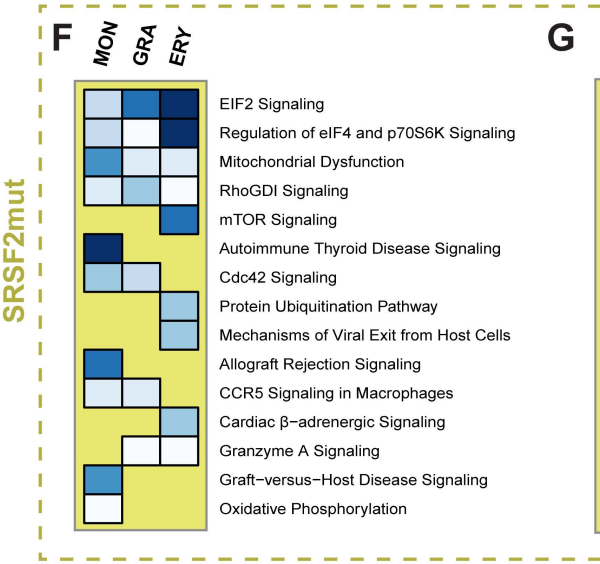 F
G
MON GRA ERY
SRSF2mut
EIF2 Signaling
Regulation of eIF4 and p70S6K Signaling
Mitochondrial Dysfunction
RhoGDI Signaling
mTOR Signaling
Autoimmune Thyroid Disease Signaling
Cdc42 Signaling
Protein Ubiquitination Pathway
Mechanisms of Viral Exit from Host Cells
Allograft Rejection Signaling
CCR5 Signaling in Macrophages
Cardiac β−adrenergic Signaling
Granzyme A Signaling
Graft−versus−Host Disease Signaling
Oxidative Phosphorylation